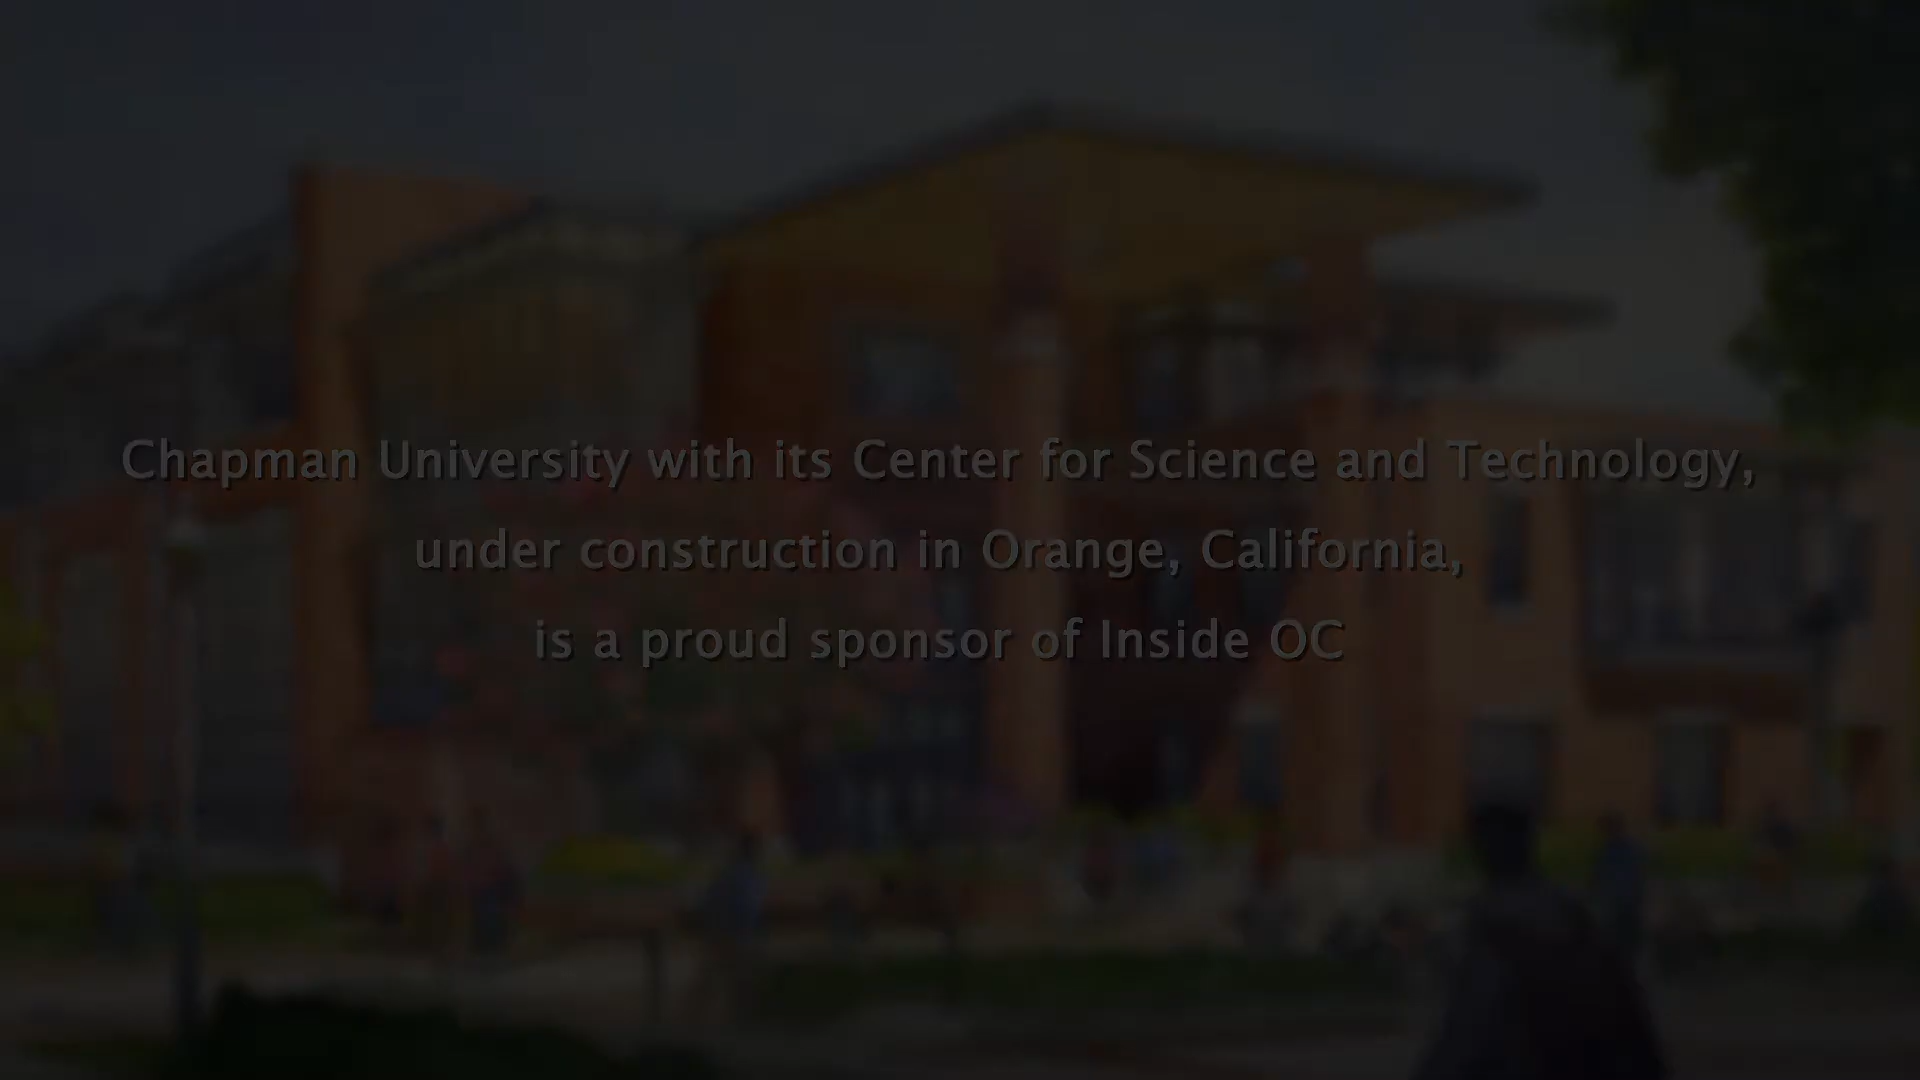 Chapman University with its Center for Science and Technology,
under construction in Orange, California,
is a proud sponsor of Inside OC